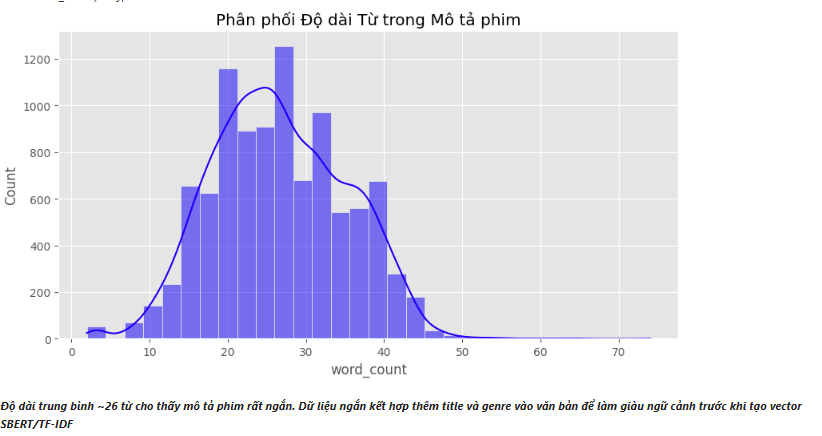 Phân phối Độ dài Từ trong Mô tả phim
1200
1000
800
600
400
200
0
Count
0 10 20 30 40 50 60 70
word_count
Độ dài trung bình ~26 từ cho thấy mô tả phim rất ngắn. Dữ liệu ngắn kết hợp thêm title và genre vào văn bản để làm giàu ngữ cảnh trước khi tạo vector
SBERT/TF-IDF